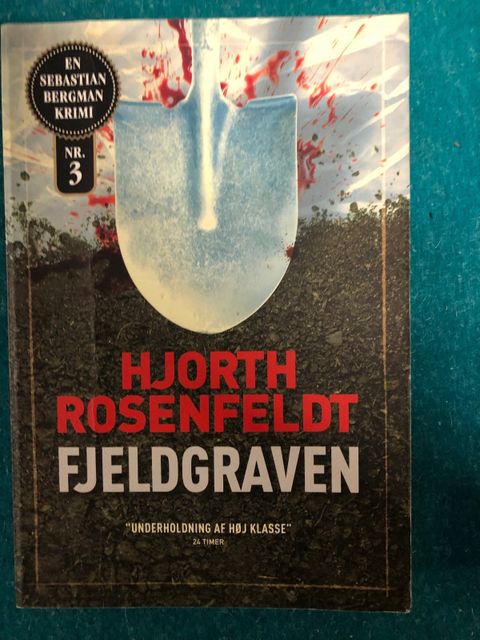 EN
SEBASTIAN
BERGMAN
KRIMI
NR.
3
HJORTH
ROSENFELDT
FJELDGRAVEN
"UNDERHOLDNING AF HØJ KLASSE"
24 TIMER